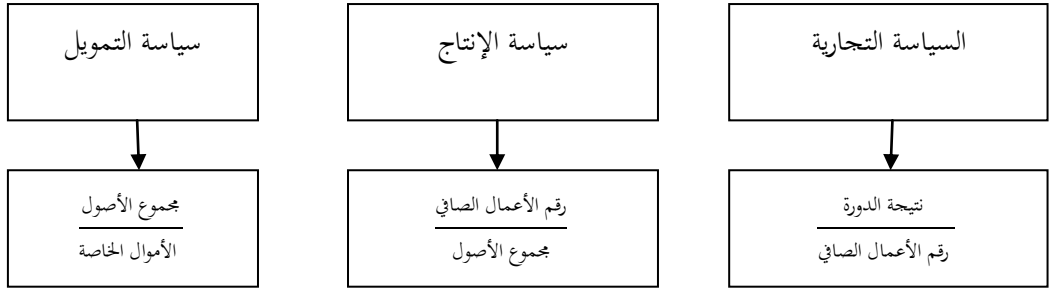 السياسة التجارية
سياسة الإنتاج
سياسة التمويل
نتيجة الدورة
رقم الأعمال الصافي
رقم الأعمال الصافي
مجموع الأصول
مجموع الأصول
الأموال الخاصة